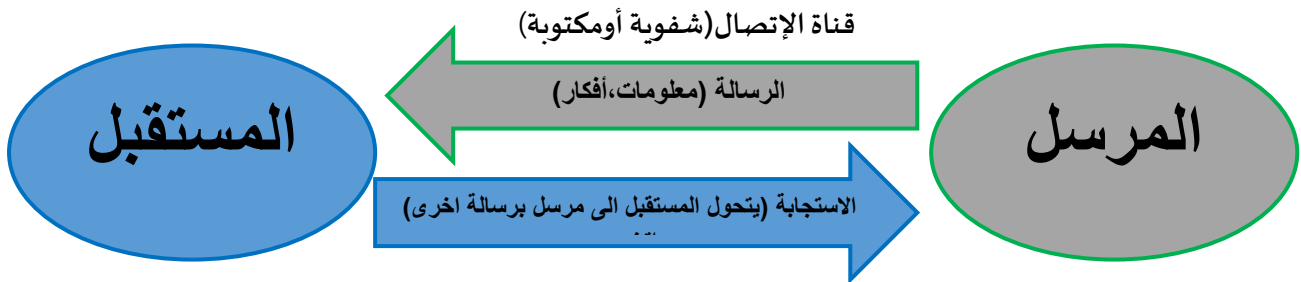 قناة الإتصال(شفوية أومكتوبة)
الرسالة (معلومات،أفكار)
المرسل
المستقبل
الاستجابة (يتحول المستقبل الى مرسل برسالة اخرى)